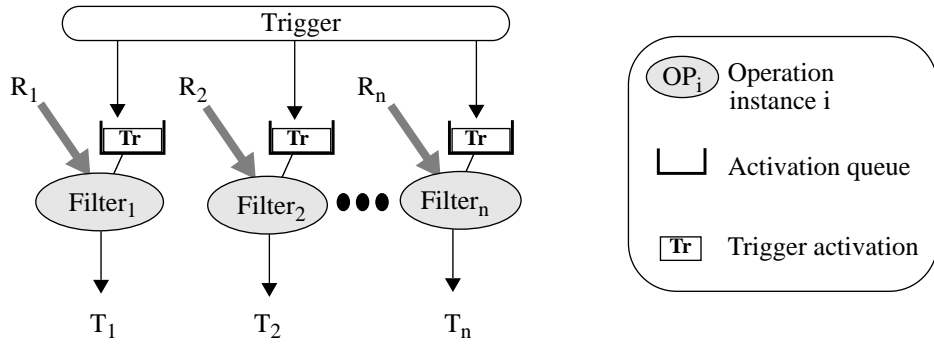 Trigger
R1 R2 Rn
Tr Tr Tr
Filter1 Filter2 Filtern
T1 T2 Tn
OPi Operation
instance i
Activation queue
Tr Trigger activation